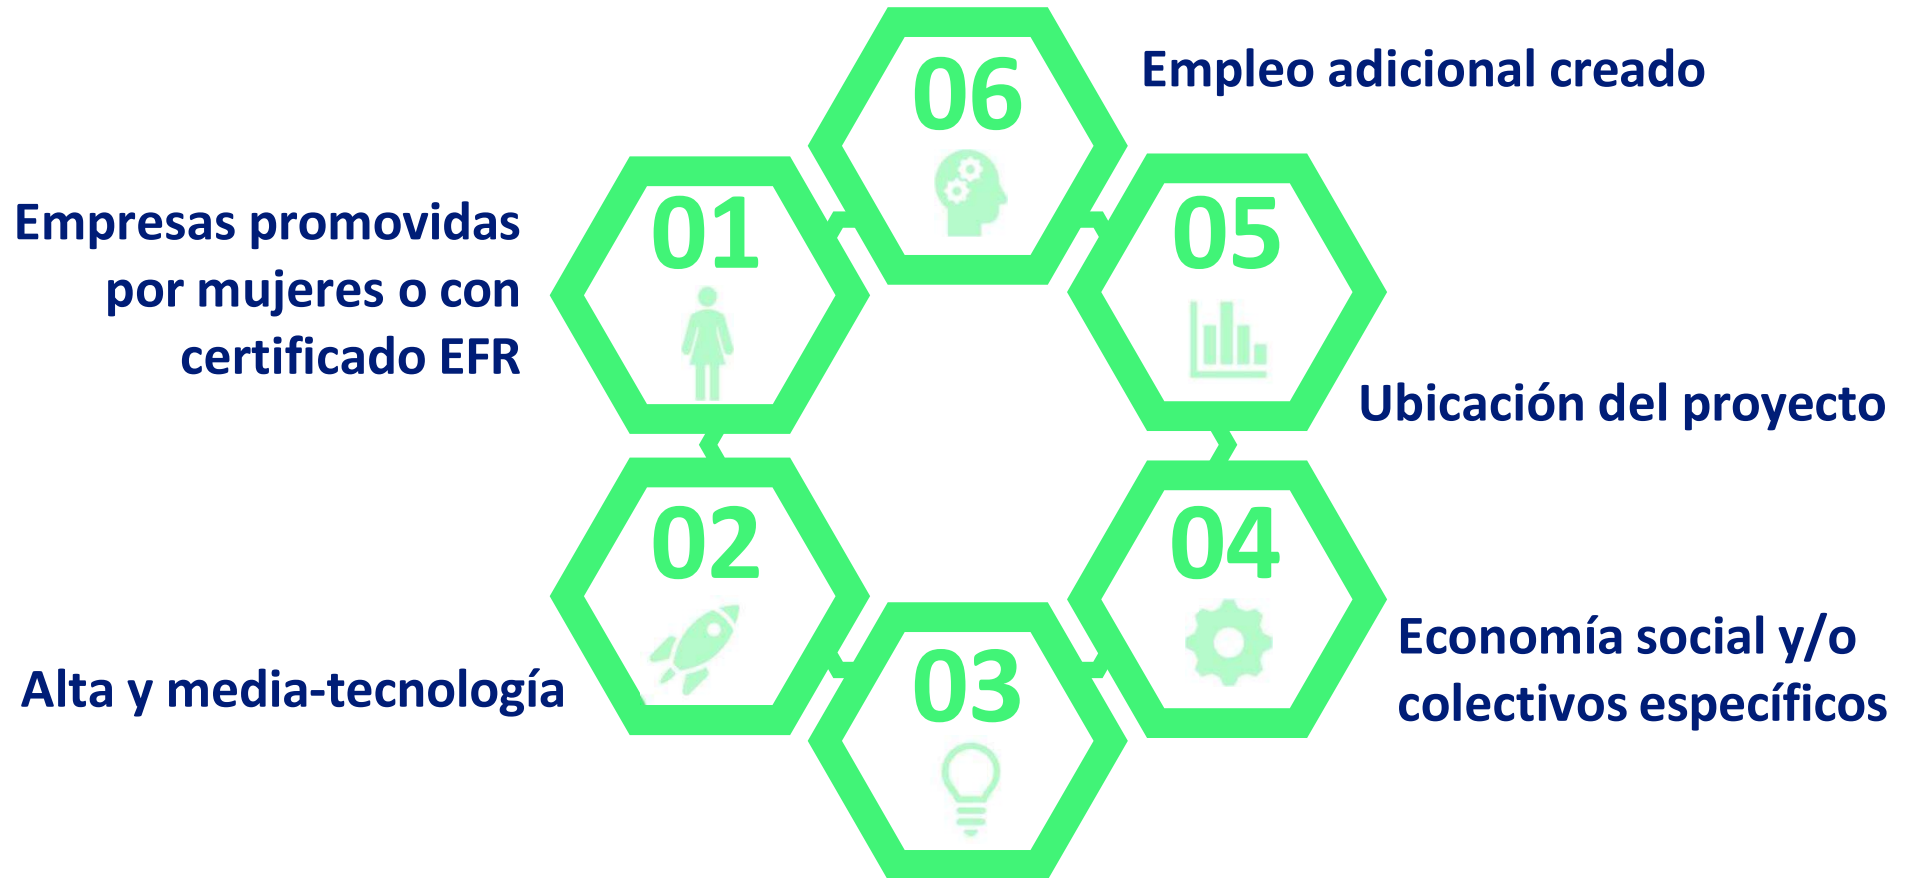 06
Empleo adicional creado
01
Empresas promovidas
por mujeres o con
certificado EFR
05
Ubicación del proyecto
02
Alta y media-tecnología
04
Economía social y/o
colectivos específicos
03